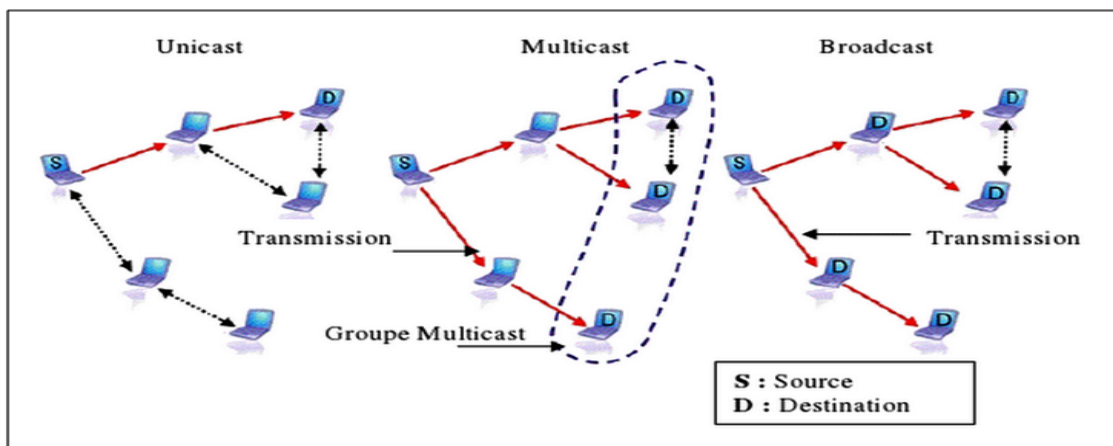 Unicast
Multicast
Broadcast
D
D
D
S
S
D
S
D
D
Transmission
Transmission
D
D
D
Groupe Multicast
S : Source
D : Destination